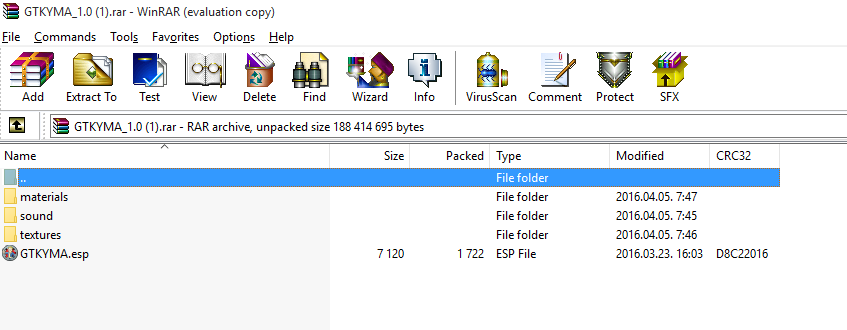 GTKYMA_1.0 (1).rar - WinRAR (evaluation copy)
File Commands Tools Favorites Options Help
Add Extract To Test View Delete Find Wizard Info VirusScan Comment Protect SFX
GTKYMA_1.0 (1).rar - RAR archive, unpacked size 188 414 695 bytes
Name Size Packed Type Modified CRC32
.. File folder
materials File folder 2016.04.05. 7:47
sound File folder 2016.04.05. 7:45
textures File folder 2016.04.05. 7:46
GTKYMA.esp 7 120 1 722 ESP File 2016.03.23. 16:03 D8C22016